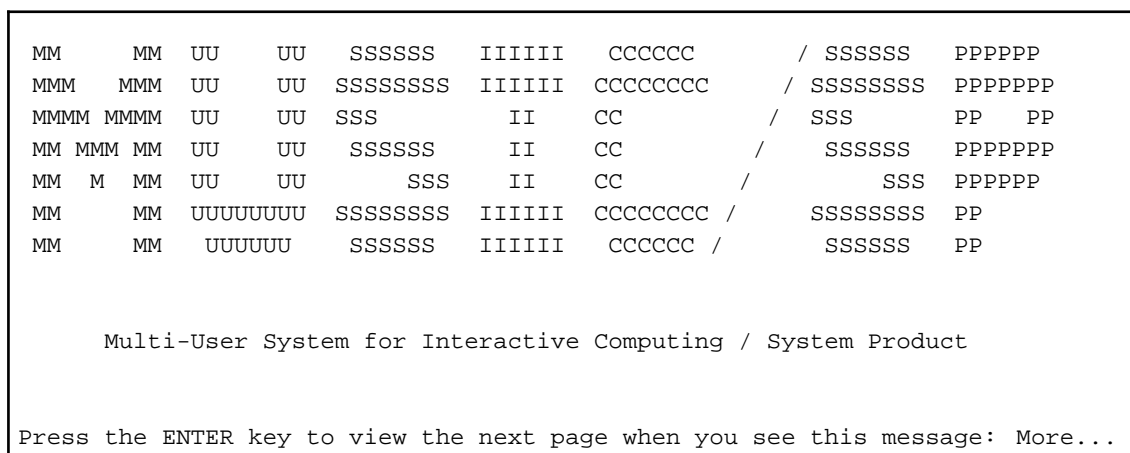 MM     MM  UU    UU   SSSSSS   IIIIII   CCCCCC       / SSSSSS   PPPPPP
MMM   MMM  UU    UU  SSSSSSSS  IIIIII  CCCCCCCC     / SSSSSSSS  PPPPPPP
MMMM MMMM  UU    UU  SSS         II    CC          /  SSS       PP   PP
MM MMM MM  UU    UU   SSSSSS     II    CC         /    SSSSSS   PPPPPPP
MM  M  MM  UU    UU       SSS    II    CC        /         SSS  PPPPPP
MM     MM  UUUUUUUU  SSSSSSSS  IIIIII  CCCCCCCC /     SSSSSSSS  PP
MM     MM   UUUUUU    SSSSSS   IIIIII   CCCCCC /       SSSSSS   PP
Multi-User System for Interactive Computing / System Product
Press the ENTER key to view the next page when you see this message: More...